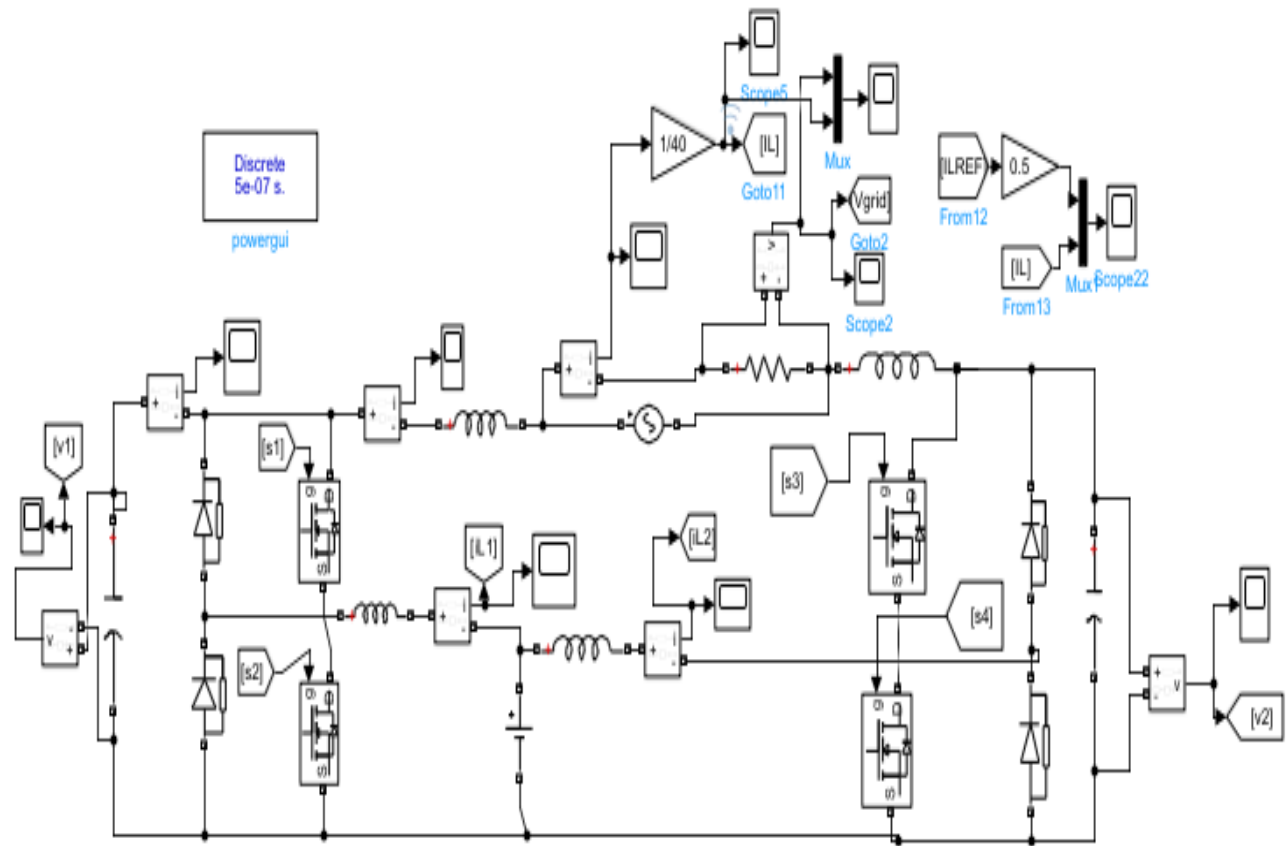 Scope5
1/40
[IL]
Goto11
Mux
Discrete
5e-07 s.
powergui
[ILREF]
From12
0.5
[Vgrid]
Goto2
Scope2
[IL]
From13
Mux1
Scope22
[v1]
[s1]
[s3]
[iL1]
[iL2]
[s2]
[s4]
[v2]